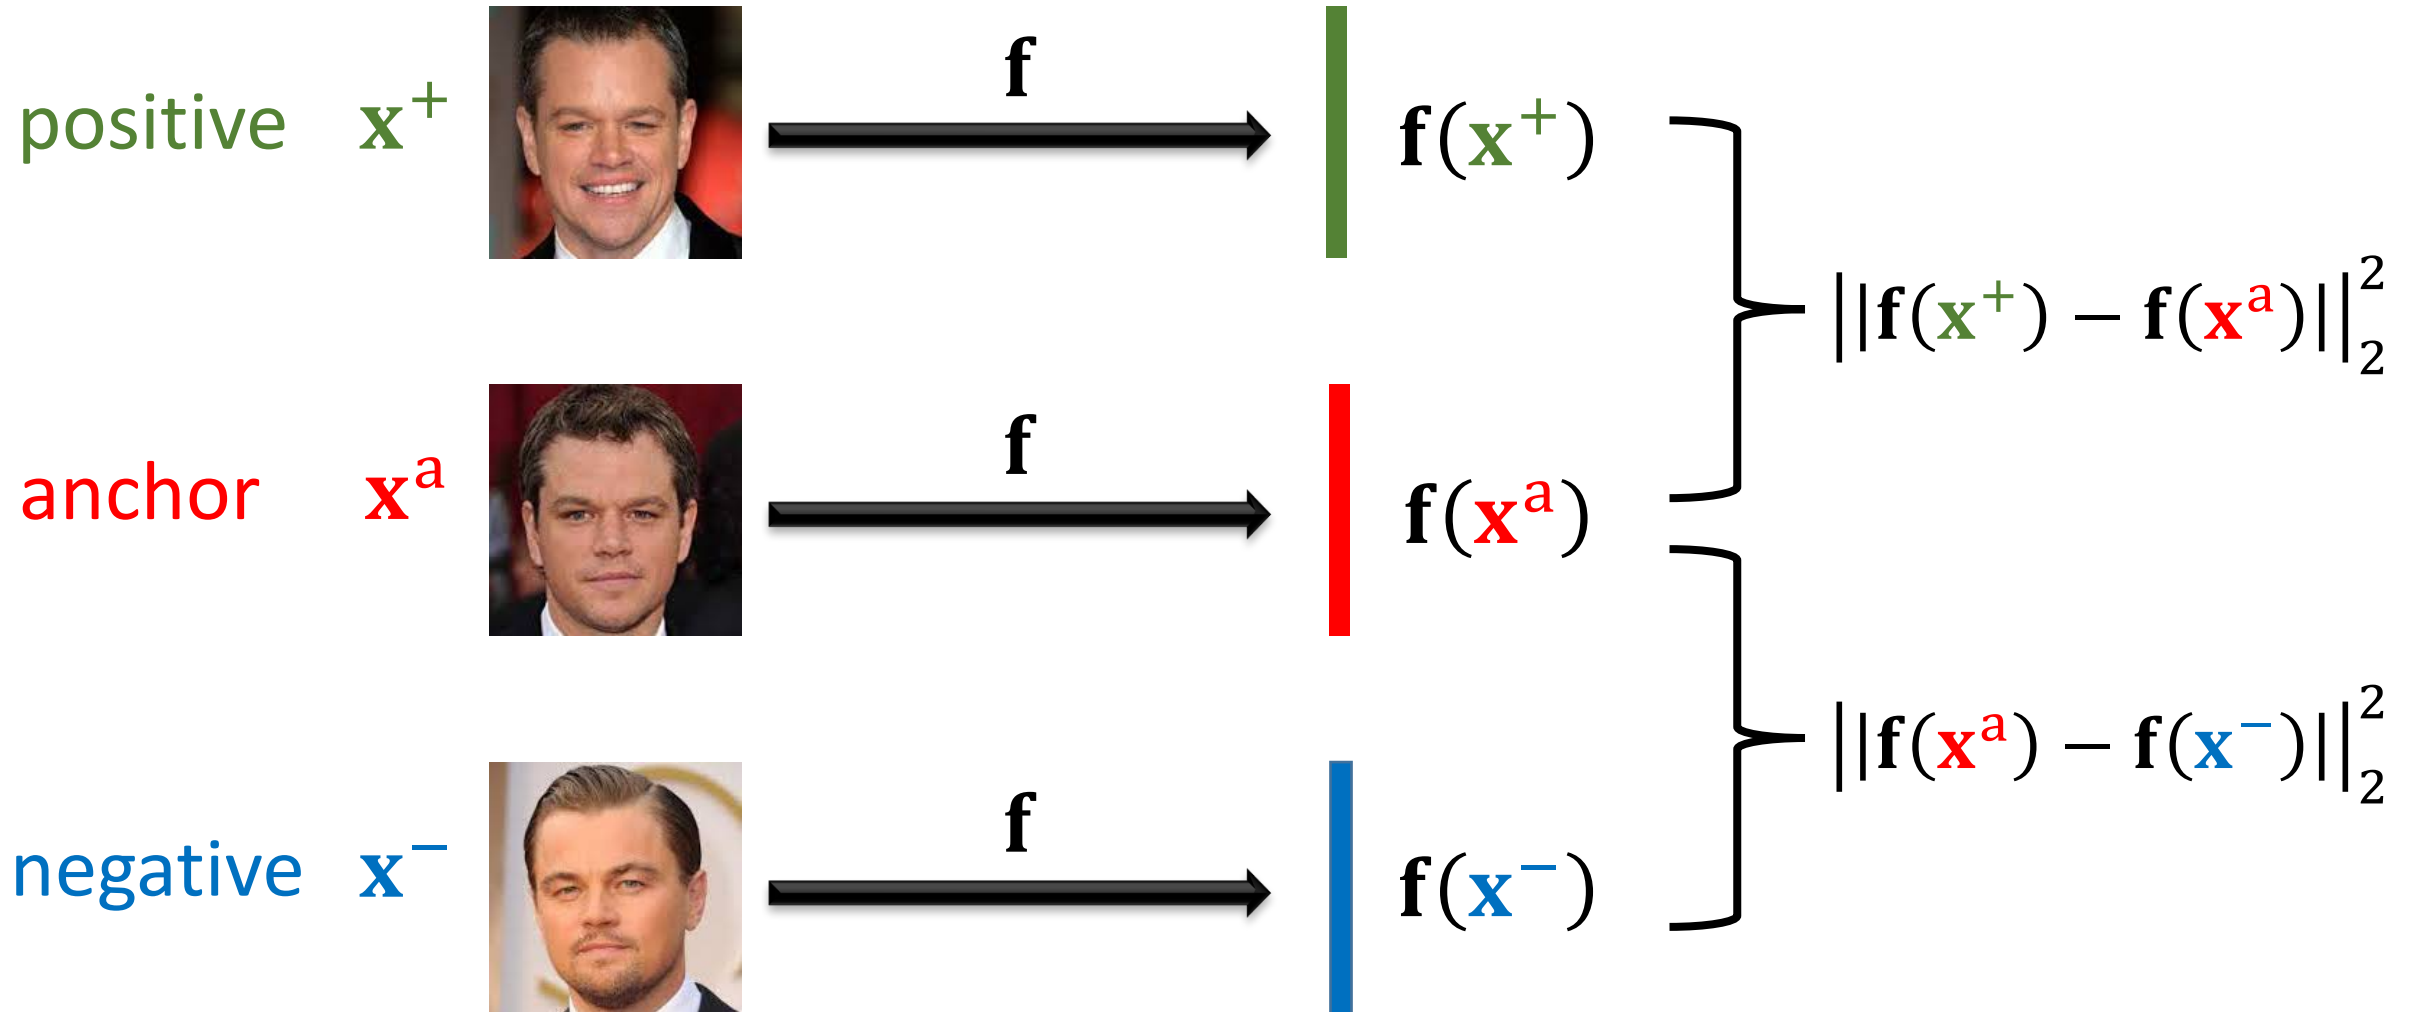 positive x⁺ f f(x⁺)
||f(x⁺) − f(xᵃ)||₂²
anchor xᵃ f f(xᵃ)
||f(xᵃ) − f(x⁻)||₂²
negative x⁻ f f(x⁻)